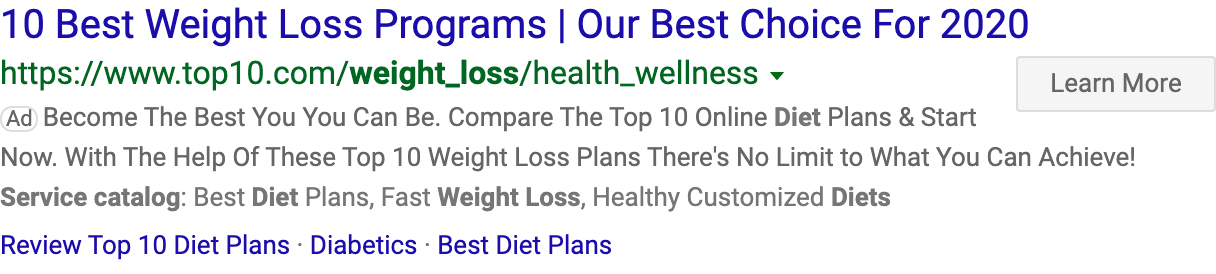 10 Best Weight Loss Programs | Our Best Choice For 2020
https://www.top10.com/weight_loss/health_wellness
Learn More
Ad Become The Best You You Can Be. Compare The Top 10 Online Diet Plans & Start
Now. With The Help Of These Top 10 Weight Loss Plans There's No Limit to What You Can Achieve!
Service catalog: Best Diet Plans, Fast Weight Loss, Healthy Customized Diets
Review Top 10 Diet Plans · Diabetics · Best Diet Plans